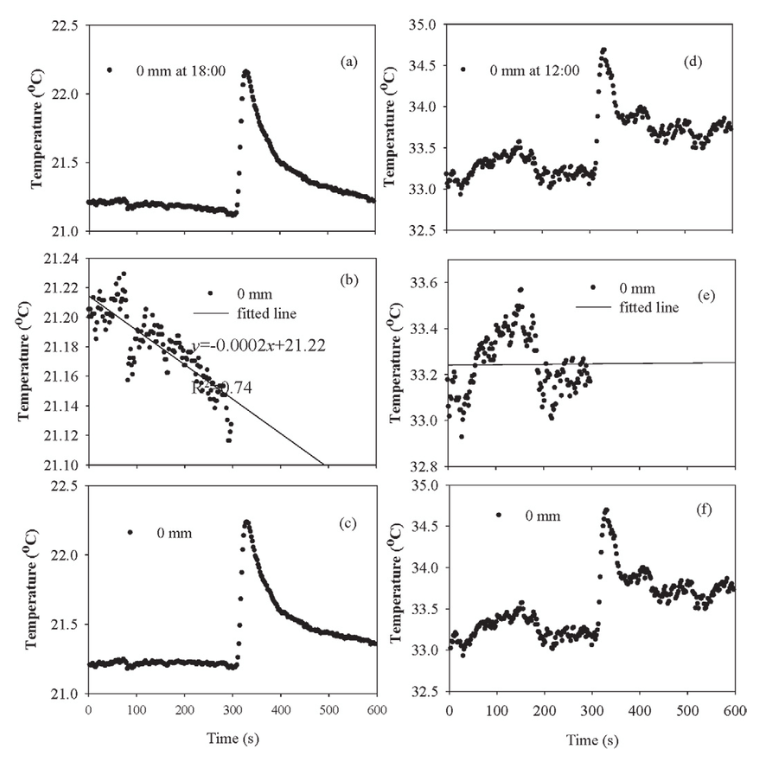 22.5
22.0
21.5
21.0
Temperature (ºC)
0 mm at 18:00
(a)
35.0
34.5
34.0
33.5
33.0
32.5
Temperature (ºC)
0 mm at 12:00
(d)
21.24
21.22
21.20
21.18
21.16
21.14
21.12
21.10
Temperature (ºC)
0 mm
fitted line
(b)
y=-0.0002x+21.22
33.6
33.4
33.2
33.0
32.8
Temperature (ºC)
0 mm
fitted line
(e)
22.5
22.0
21.5
21.0
Temperature (ºC)
0 mm
(c)
0 100 200 300 400 500 600
Time (s)
35.0
34.5
34.0
33.5
33.0
32.5
Temperature (ºC)
0 mm
(f)
0 100 200 300 400 500 600
Time (s)